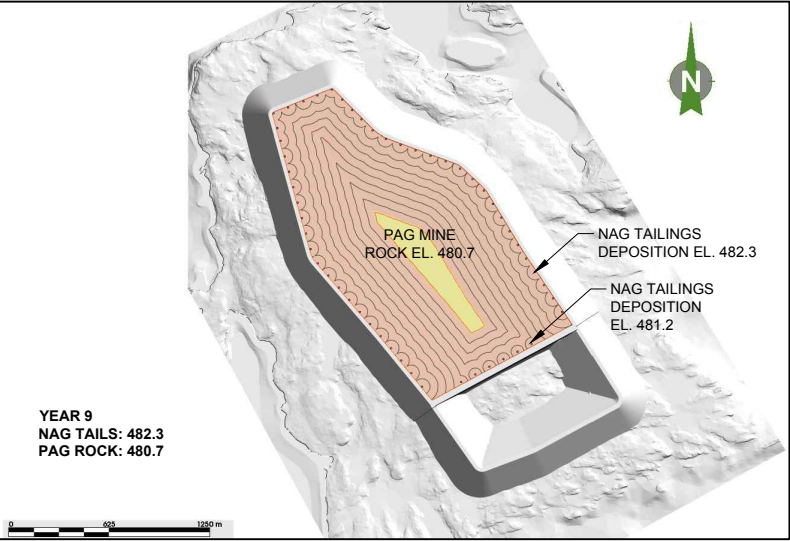 N
PAG MINE
ROCK EL. 480.7
NAG TAILINGS
DEPOSITION EL. 482.3
NAG TAILINGS
DEPOSITION
EL. 481.2
YEAR 9
NAG TAILS: 482.3
PAG ROCK: 480.7
0 625 1250 m